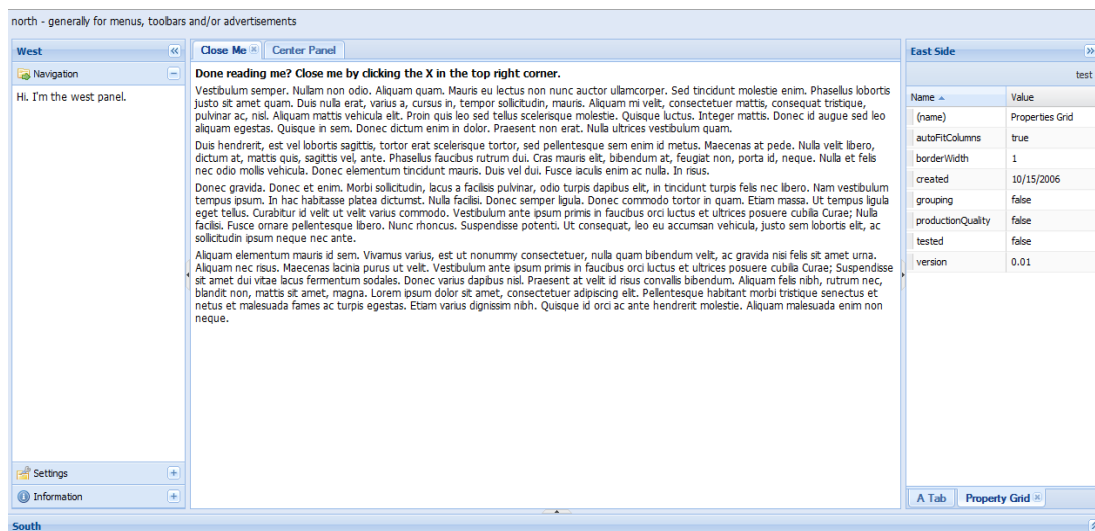 north - generally for menus, toolbars and/or advertisements
West
Navigation
Hi. I'm the west panel.
Settings
Information
Close Me
Center Panel
Done reading me? Close me by clicking the X in the top right corner.
Vestibulum semper. Nullam non odio. Aliquam quam. Mauris eu lectus non nunc auctor ullamcorper. Sed tincidunt molestie enim. Phasellus lobortis
justo sit amet quam. Duis nulla erat, varius a, cursus in, tempor sollicitudin, mauris. Aliquam mi velit, consectetuer mattis, consequat tristique,
pulvinar ac, nisl. Aliquam mattis vehicula elit. Proin quis leo sed tellus scelerisque molestie. Quisque luctus. Integer mattis. Donec id augue sed leo
aliquam egestas. Quisque in sem. Donec dictum enim in dolor. Praesent non erat. Nulla ultrices vestibulum quam.
Duis hendrerit, est vel lobortis sagittis, tortor erat scelerisque tortor, sed pellentesque sem enim id metus. Maecenas at pede. Nulla velit libero,
dictum at, mattis quis, sagittis vel, ante. Phasellus faucibus rutrum dui. Cras mauris elit, bibendum at, feugiat non, porta id, neque. Nulla et felis
nec odio mollis vehicula. Donec elementum tincidunt mauris. Duis vel dui. Fusce iaculis enim ac nulla. In risus.
Donec gravida. Donec et enim. Morbi sollicitudin, lacus a facilisis pulvinar, odio turpis dapibus elit, in tincidunt turpis felis nec libero. Nam vestibulum
tempus ipsum. In hac habitasse platea dictumst. Nulla facilisi. Donec semper ligula. Donec commodo tortor in quam. Etiam massa. Ut tempus ligula
eget tellus. Curabitur id velit ut velit varius commodo. Vestibulum ante ipsum primis in faucibus orci luctus et ultrices posuere cubilia Curae; Nulla
facilisi. Fusce ornare pellentesque libero. Nunc rhoncus. Suspendisse potenti. Ut consequat, leo eu accumsan vehicula, justo sem lobortis elit, ac
sollicitudin ipsum neque nec ante.
Aliquam elementum mauris id sem. Vivamus varius, est ut nonummy consectetuer, nulla quam bibendum velit, ac gravida nisi felis sit amet urna.
Aliquam nec risus. Maecenas lacinia purus ut velit. Vestibulum ante ipsum primis in faucibus orci luctus et ultrices posuere cubilia Curae; Suspendisse
sit amet dui vitae lacus fermentum sodales. Donec varius dapibus nisl. Praesent at velit id risus convallis bibendum. Aliquam felis nibh, rutrum nec,
blandit non, mattis sit amet, magna. Lorem ipsum dolor sit amet, consectetuer adipiscing elit. Pellentesque habitant morbi tristique senectus et
netus et malesuada fames ac turpis egestas. Etiam varius dignissim nibh. Quisque id orci ac ante hendrerit molestie. Aliquam malesuada enim non
neque.
East Side
test
Name Value
(name) Properties Grid
autoFitColumns true
borderWidth 1
created 10/15/2006
grouping false
productionQuality false
tested false
version 0.01
A Tab
Property Grid
South